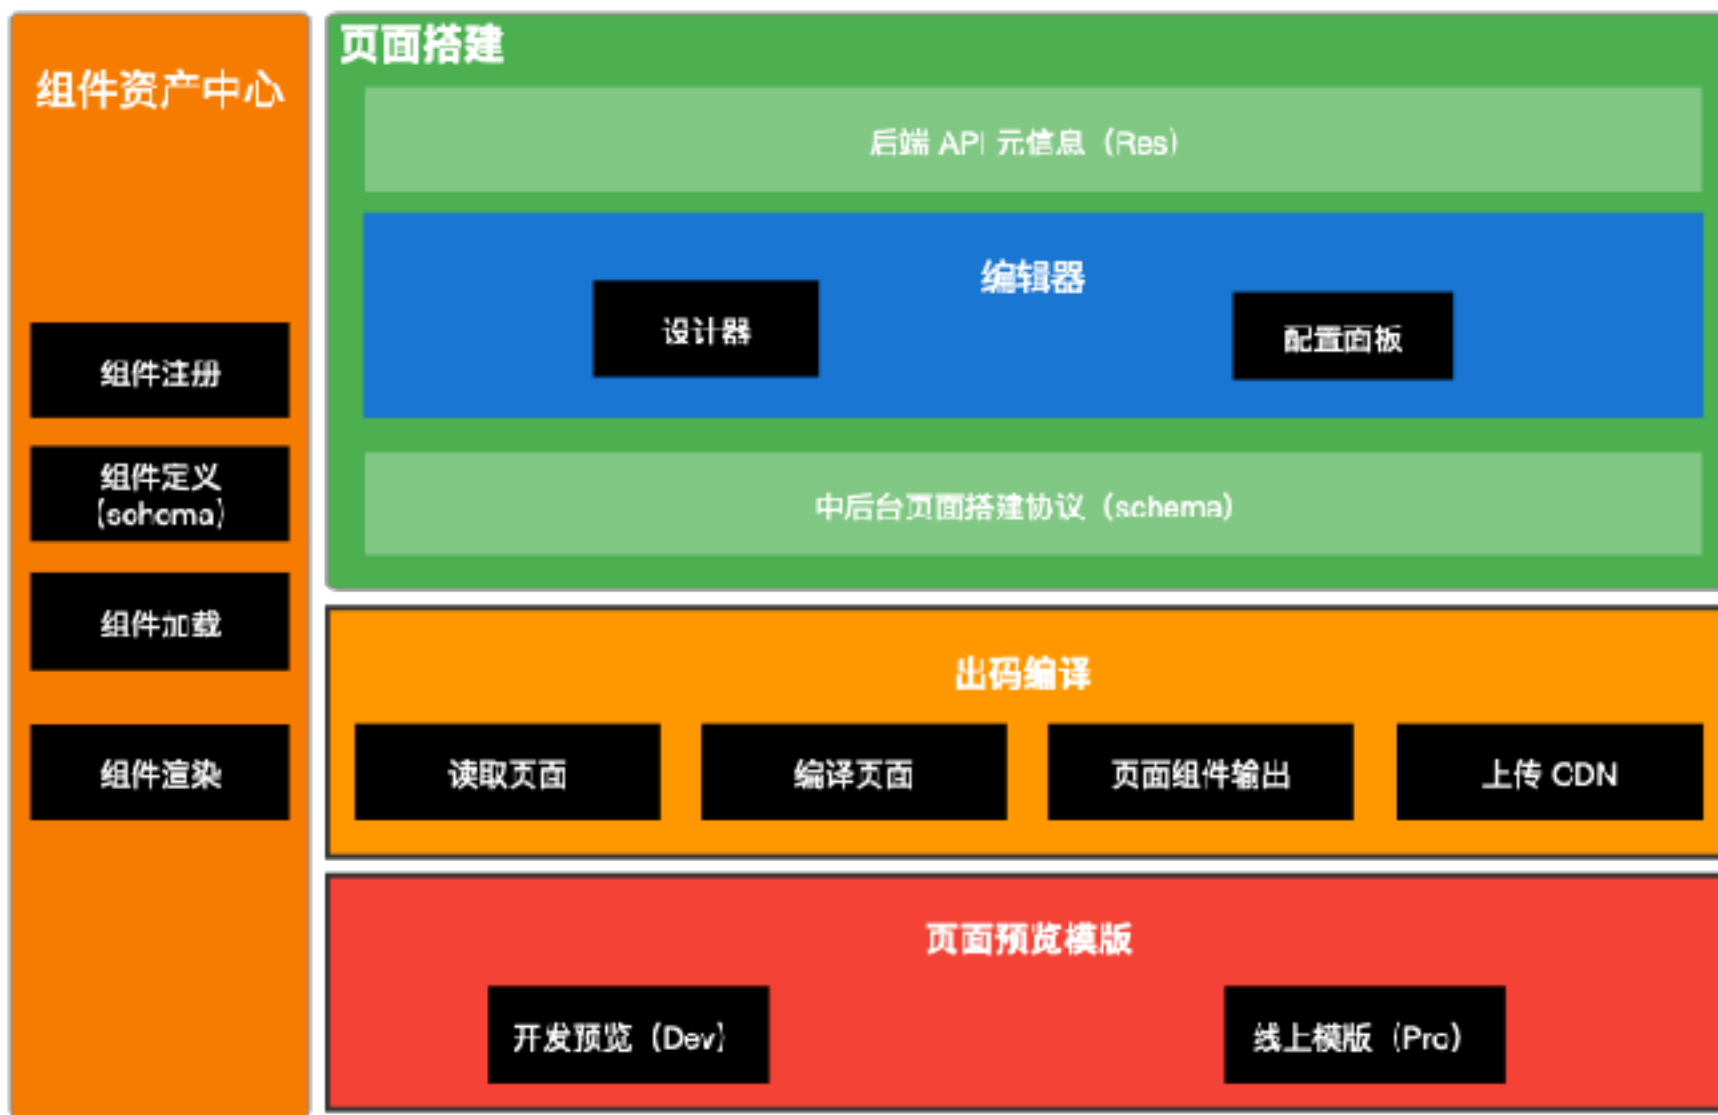 组件资产中心
组件注册
组件定义
(schema)
组件加载
组件渲染
页面搭建
后端 API 元信息（Res）
编辑器
设计器
配置面板
中后台页面搭建协议（schema）
出码编译
读取页面
编译页面
页面组件输出
上传 CDN
页面预览模版
开发预览（Dev）
线上模版（Pro）